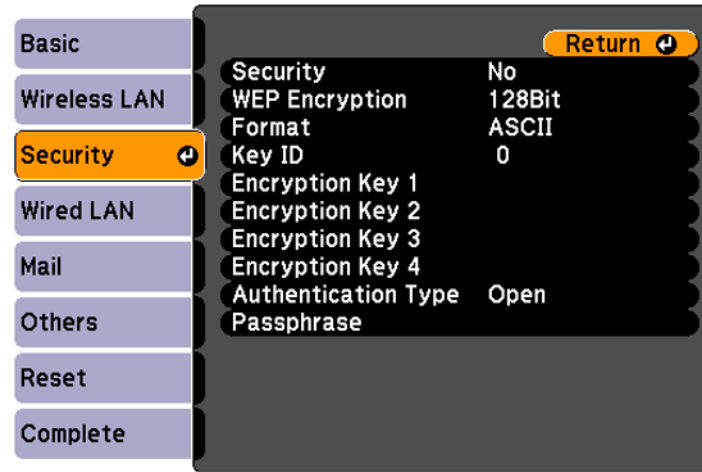 Basic
Wireless LAN
Security
Wired LAN
Mail
Others
Reset
Complete
Return
Security No
WEP Encryption 128Bit
Format ASCII
Key ID 0
Encryption Key 1
Encryption Key 2
Encryption Key 3
Encryption Key 4
Authentication Type Open
Passphrase